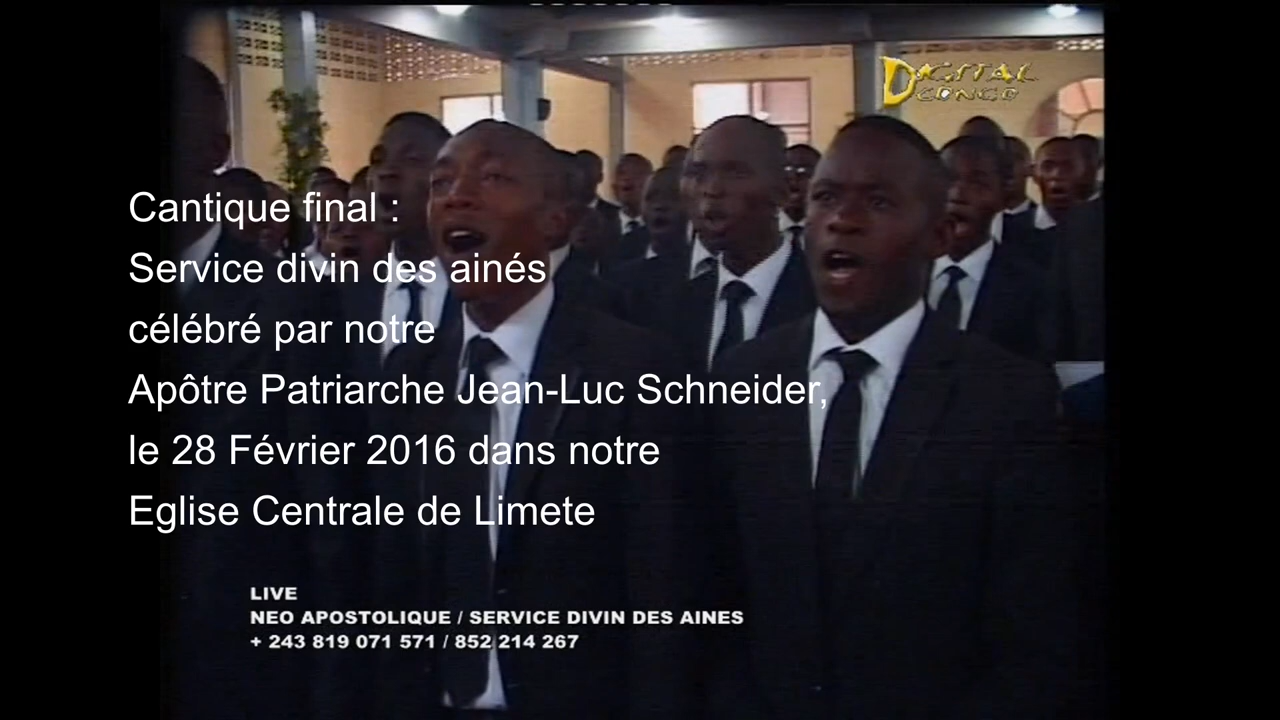 DIGITAL
CONGO
Cantique final :
Service divin des ainés
célébré par notre
Apôtre Patriarche Jean-Luc Schneider,
le 28 Février 2016 dans notre
Eglise Centrale de Limete
LIVE
NEO APOSTOLIQUE / SERVICE DIVIN DES AINES
+ 243 819 071 571 / 852 214 267